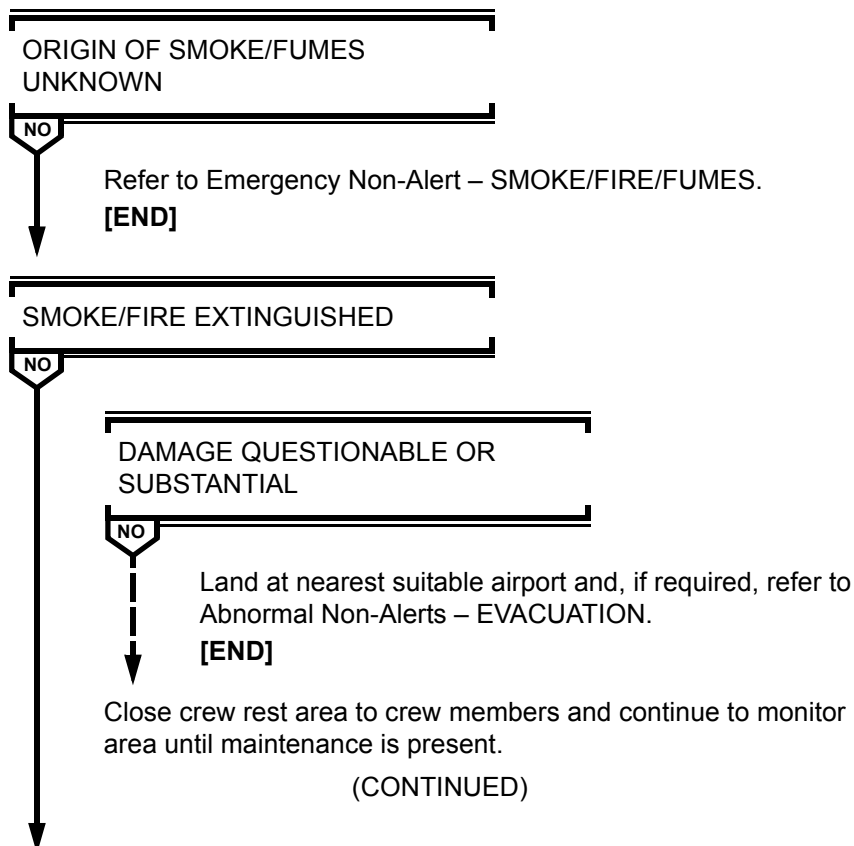 ORIGIN OF SMOKE/FUMES
UNKNOWN
NO
Refer to Emergency Non-Alert – SMOKE/FIRE/FUMES.
[END]
SMOKE/FIRE EXTINGUISHED
NO
DAMAGE QUESTIONABLE OR
SUBSTANTIAL
NO
Land at nearest suitable airport and, if required, refer to
Abnormal Non-Alerts – EVACUATION.
[END]
Close crew rest area to crew members and continue to monitor
area until maintenance is present.
(CONTINUED)